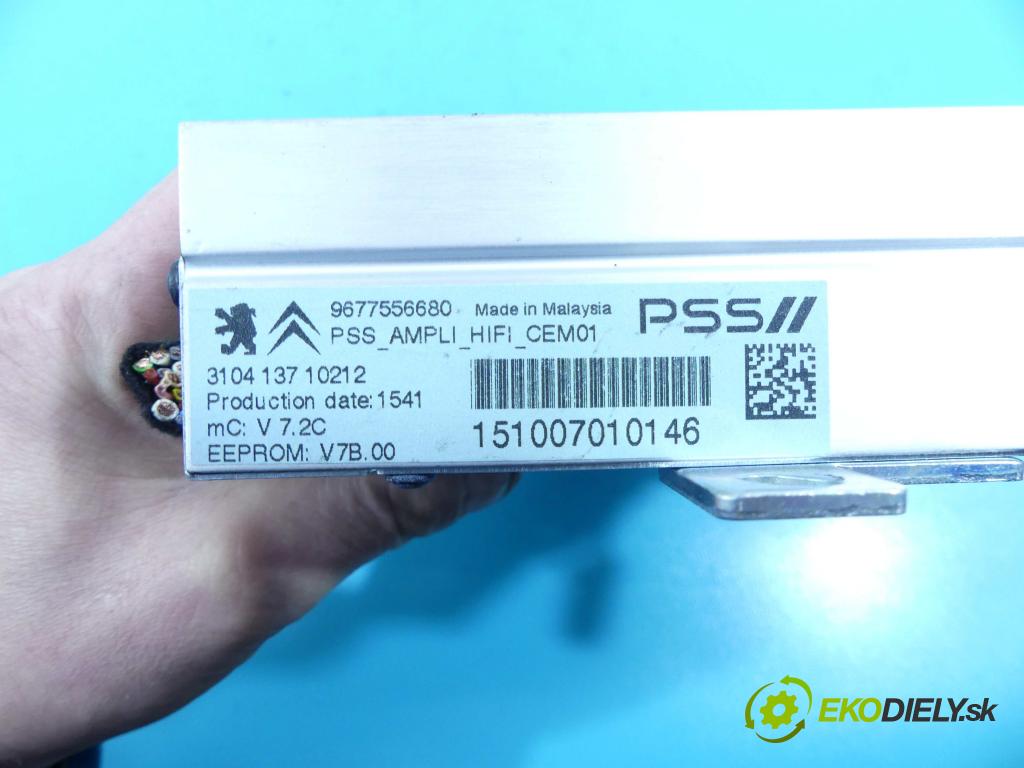 9677556680 Made in Malaysia
PSS_AMPLI_HIFI_CEM01
PSS//
3104 137 10212
Production date: 1541
mC: V 7.2C
EEPROM: V7B.00
151007010146
EKODIELY.sk